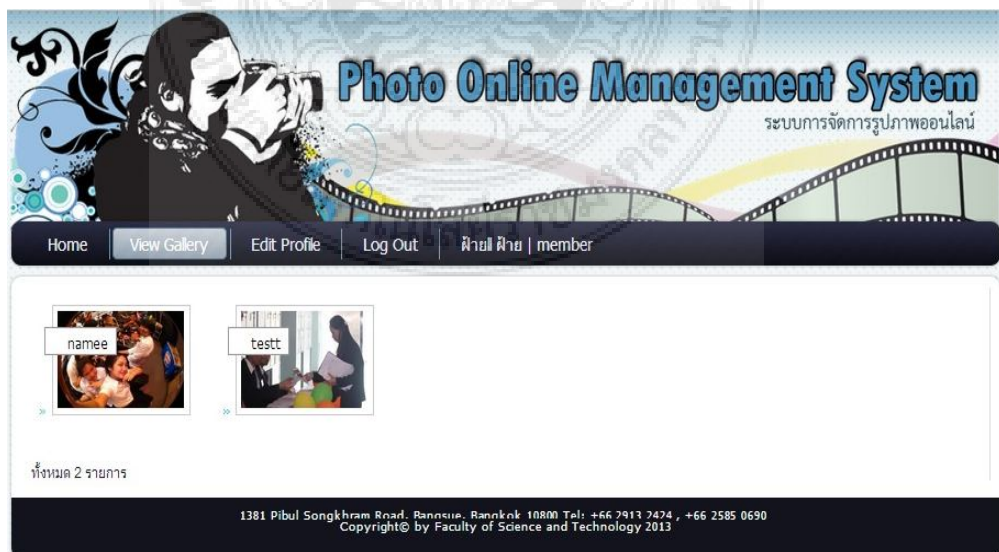 Photo Online Management System
ระบบการจัดการรูปภาพออนไลน์
Home View Gallery Edit Profile Log Out ฝ้ายll ฝ้าย | member
namee testt
ทั้งหมด 2 รายการ
1381 Pibul Songkhram Road, Bangsue, Bangkok 10800 Tel: +66 2913 2424 , +66 2585 0690
Copyright© by Faculty of Science and Technology 2013